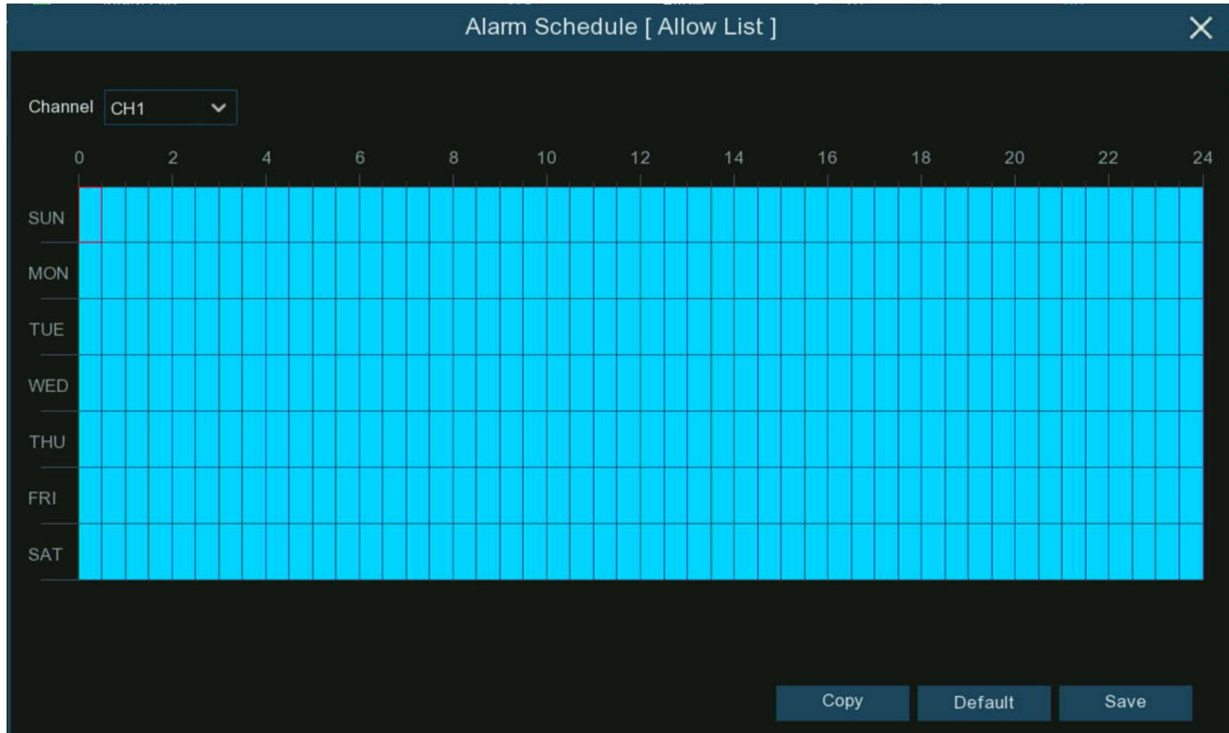 Alarm Schedule [ Allow List ]
Channel CH1
0 2 4 6 8 10 12 14 16 18 20 22 24
SUN
MON
TUE
WED
THU
FRI
SAT
Copy Default Save